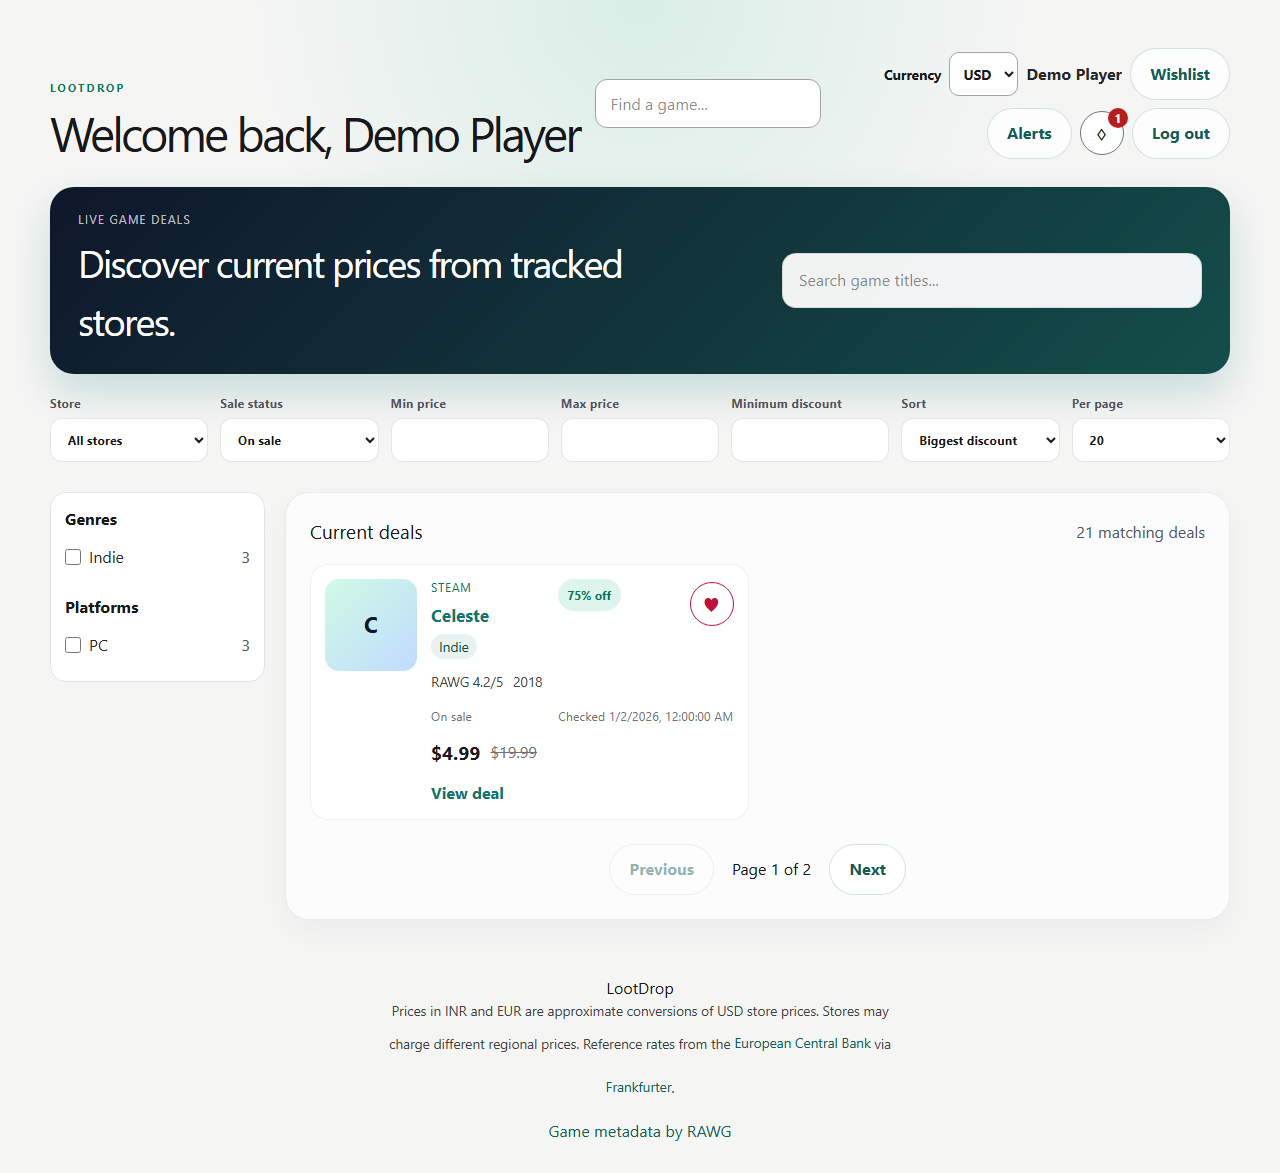 LOOTDROP
Welcome back, Demo Player
Find a game...
Currency USD Demo Player Wishlist
Alerts 1 Log out
LIVE GAME DEALS
Discover current prices from tracked
stores.
Search game titles...
Store Sale status Min price Max price Minimum discount Sort Per page
All stores On sale Biggest discount 20
Genres
Indie 3
Platforms
PC 3
Current deals 21 matching deals
C
STEAM 75% off
Celeste
Indie
RAWG 4.2/5 2018
On sale Checked 1/2/2026, 12:00:00 AM
$4.99 $19.99
View deal
Previous Page 1 of 2 Next
LootDrop
Prices in INR and EUR are approximate conversions of USD store prices. Stores may
charge different regional prices. Reference rates from the European Central Bank via
Frankfurter.
Game metadata by RAWG